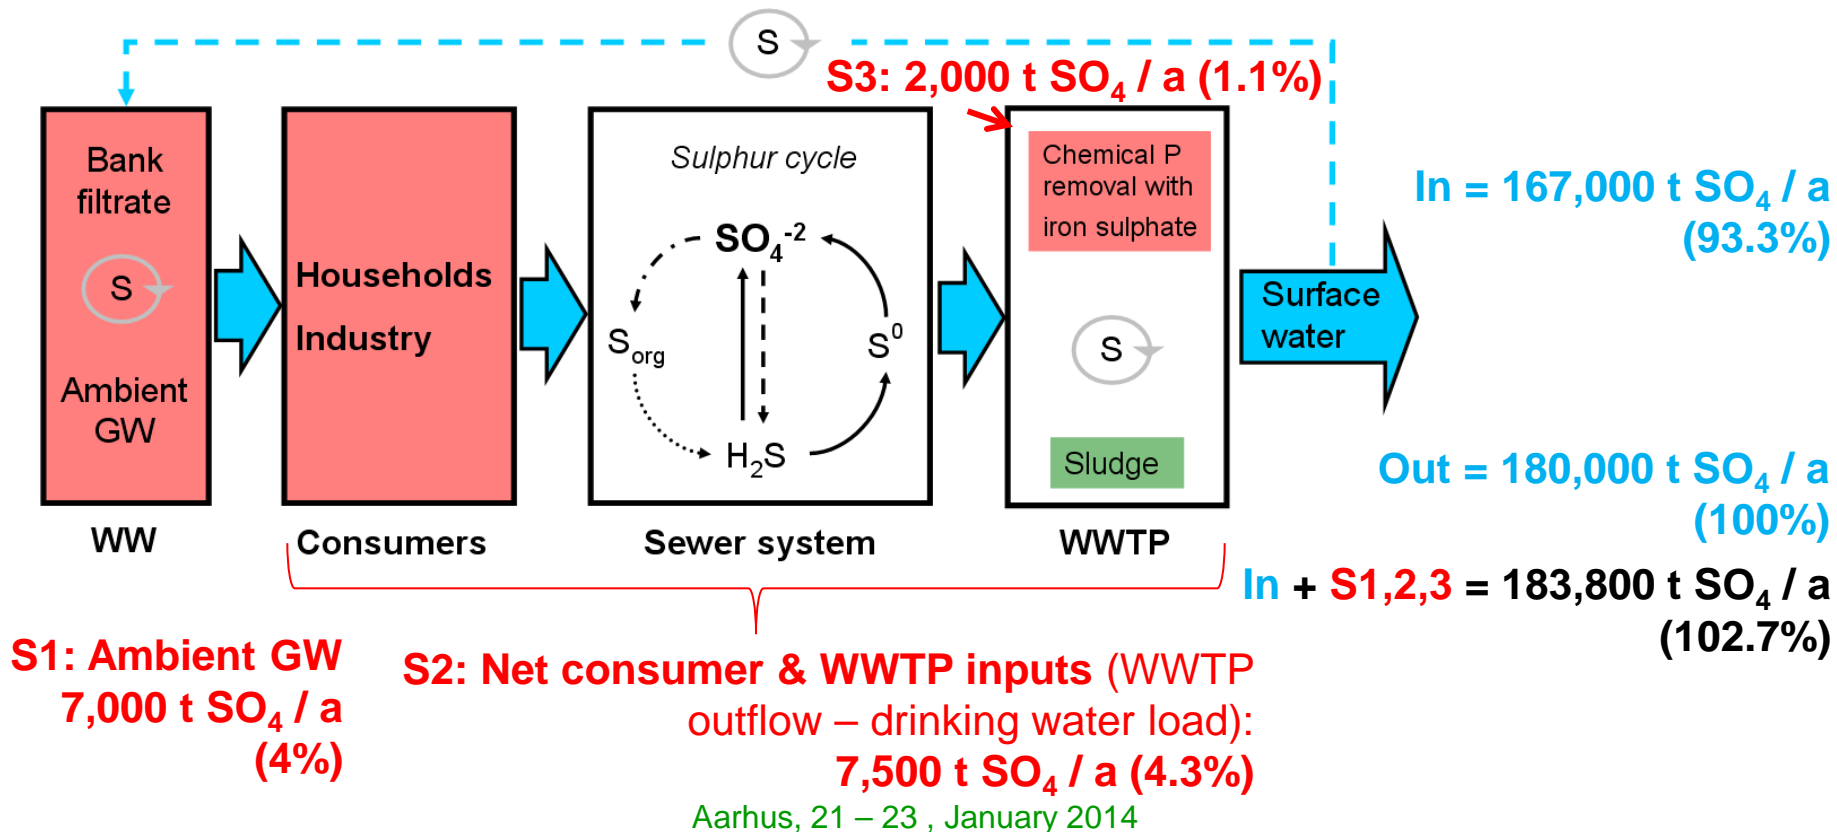 S
S3: 2,000 t SO₄ / a (1.1%)
Bank
filtrate
S
Ambient
GW
WW
Households
Industry
Consumers
Sulphur cycle
SO₄⁻²
Sorg
S⁰
H₂S
Sewer system
Chemical P
removal with
iron sulphate
S
Sludge
WWTP
Surface
water
In = 167,000 t SO₄ / a
(93.3%)
Out = 180,000 t SO₄ / a
(100%)
In + S1,2,3 = 183,800 t SO₄ / a
(102.7%)
S1: Ambient GW
7,000 t SO₄ / a
(4%)
S2: Net consumer & WWTP inputs (WWTP
outflow – drinking water load):
7,500 t SO₄ / a (4.3%)
Aarhus, 21 – 23 , January 2014